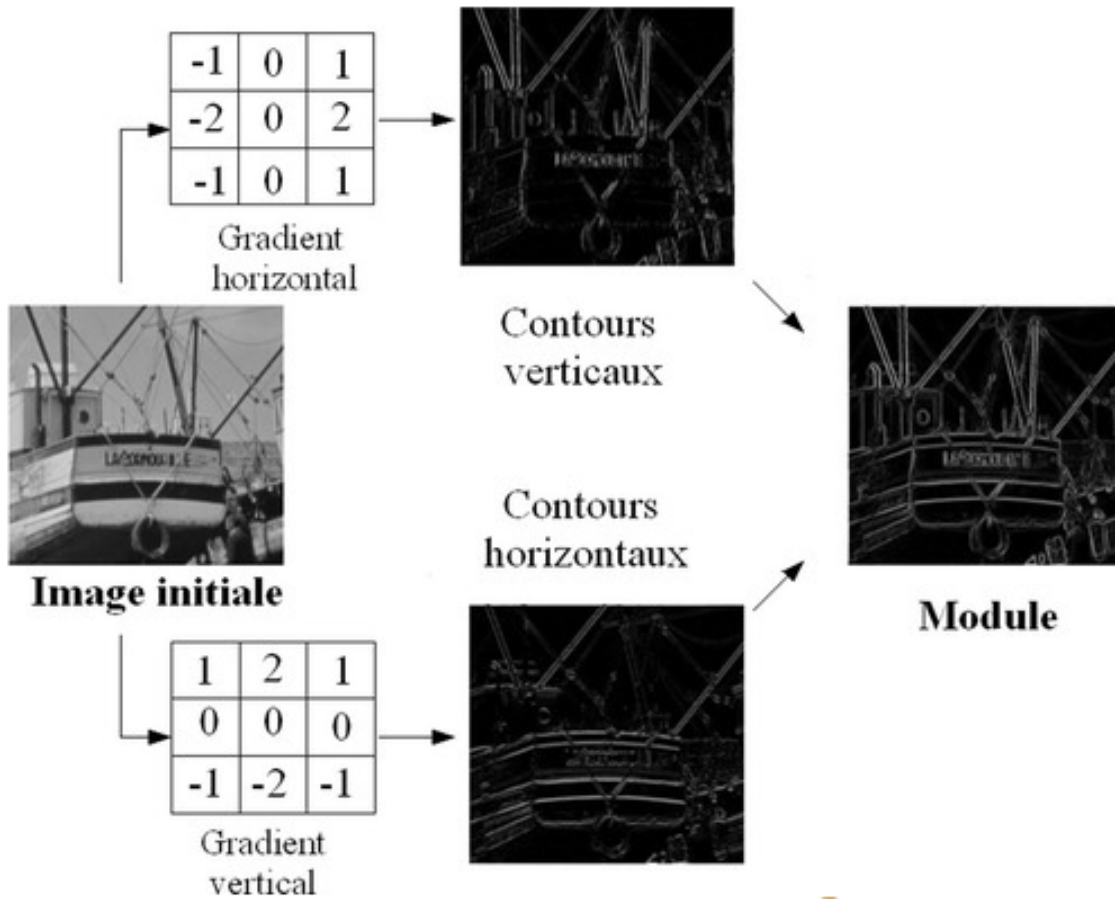 -1 0 1
-2 0 2
-1 0 1
Gradient
horizontal
Contours
verticaux
Image initiale
Contours
horizontaux
Module
1 2 1
0 0 0
-1 -2 -1
Gradient
vertical